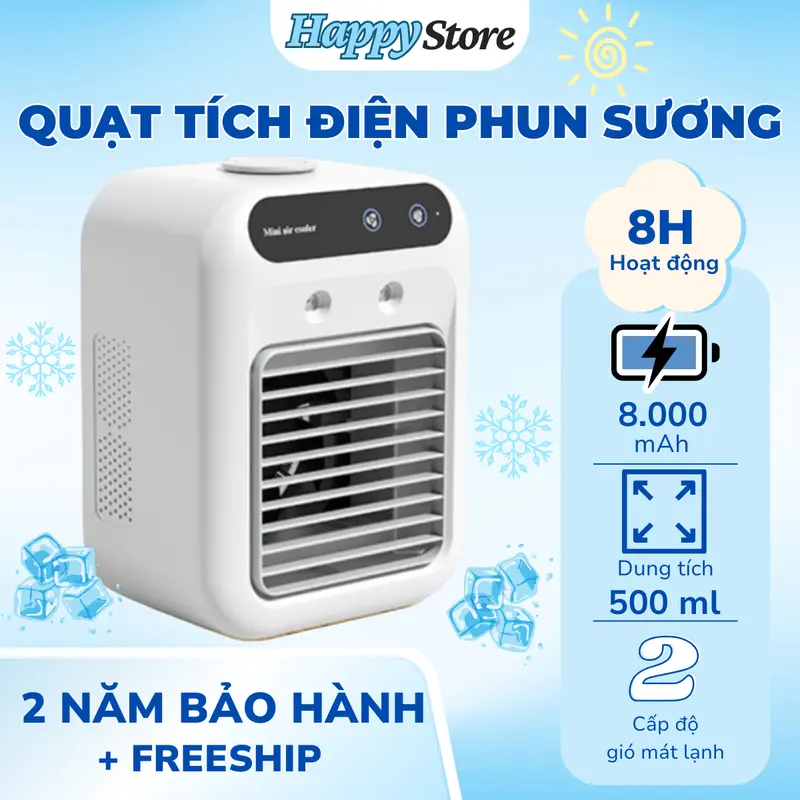 Happy Store
QUẠT TÍCH ĐIỆN PHUN SƯƠNG
Mini air cooler
8H
Hoạt động
8.000
mAh
Dung tích
500 ml
2
Cấp độ
gió mát lạnh
2 NĂM BẢO HÀNH
+ FREESHIP